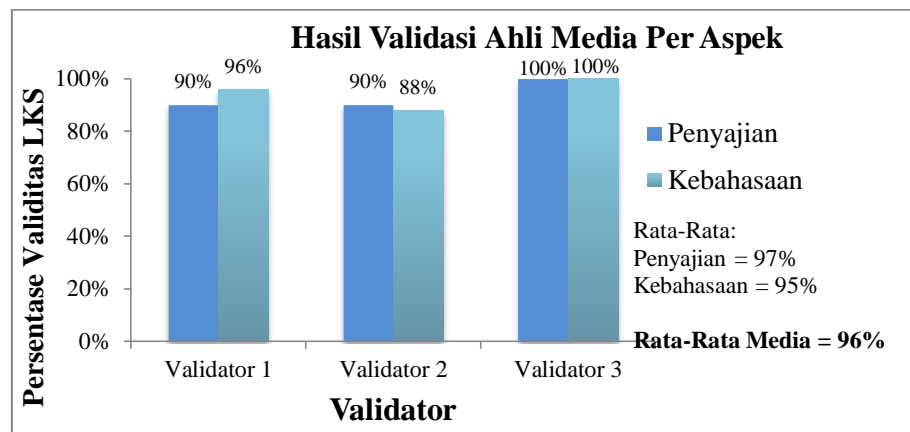 Hasil Validasi Ahli Media Per Aspek
Persentase Validitas LKS
100%
80%
60%
40%
20%
0%
90%
96%
90%
88%
100%
100%
Validator 1
Validator 2
Validator 3
Validator
Penyajian
Kebahasaan
Rata-Rata:
Penyajian = 97%
Kebahasaan = 95%
Rata-Rata Media = 96%